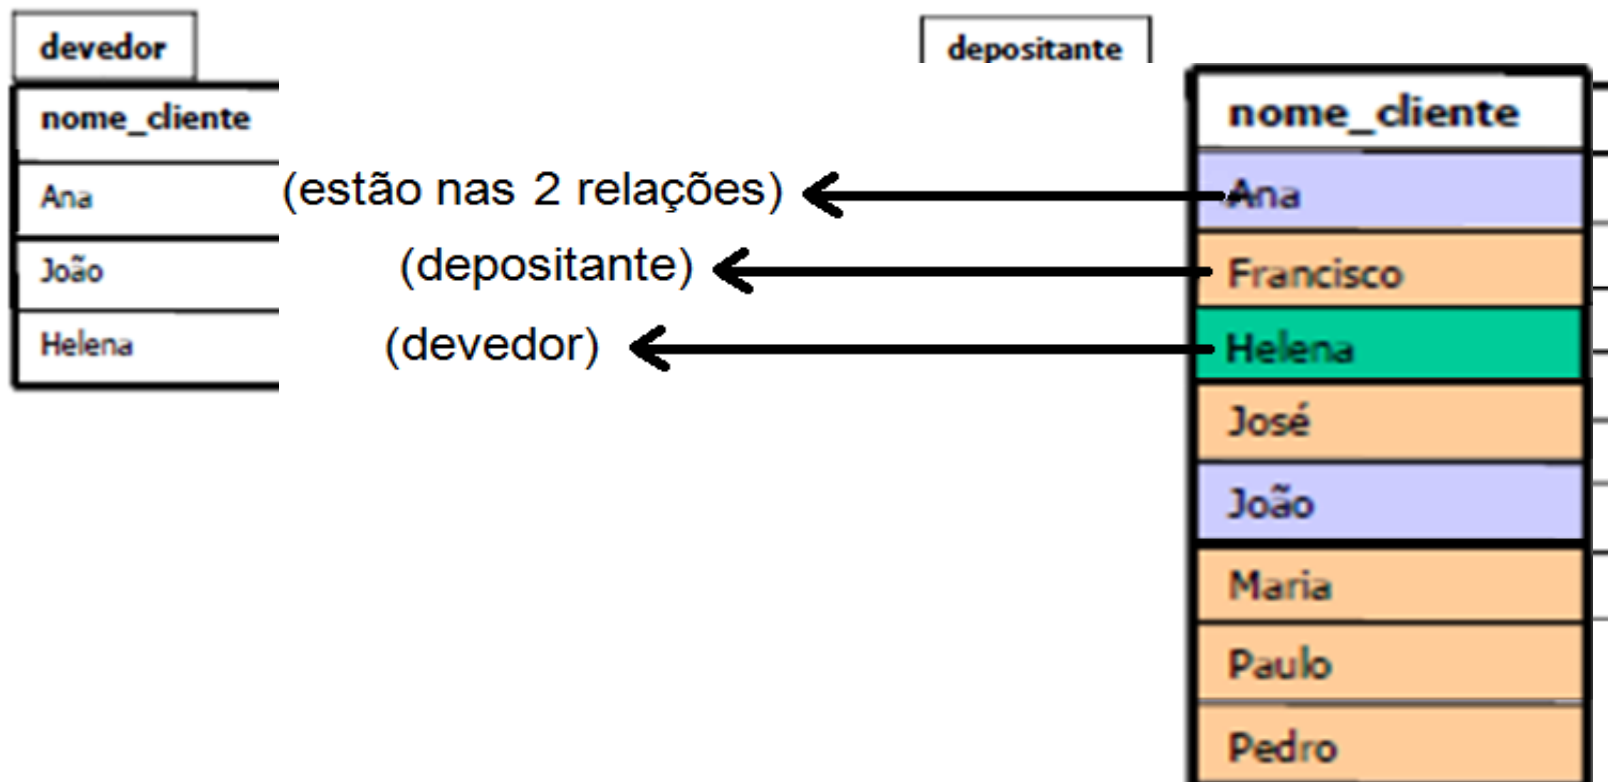 devedor
nome_cliente
Ana
João
Helena
depositante
(estão nas 2 relações)
(depositante)
(devedor)
nome_cliente
Ana
Francisco
Helena
José
João
Maria
Paulo
Pedro